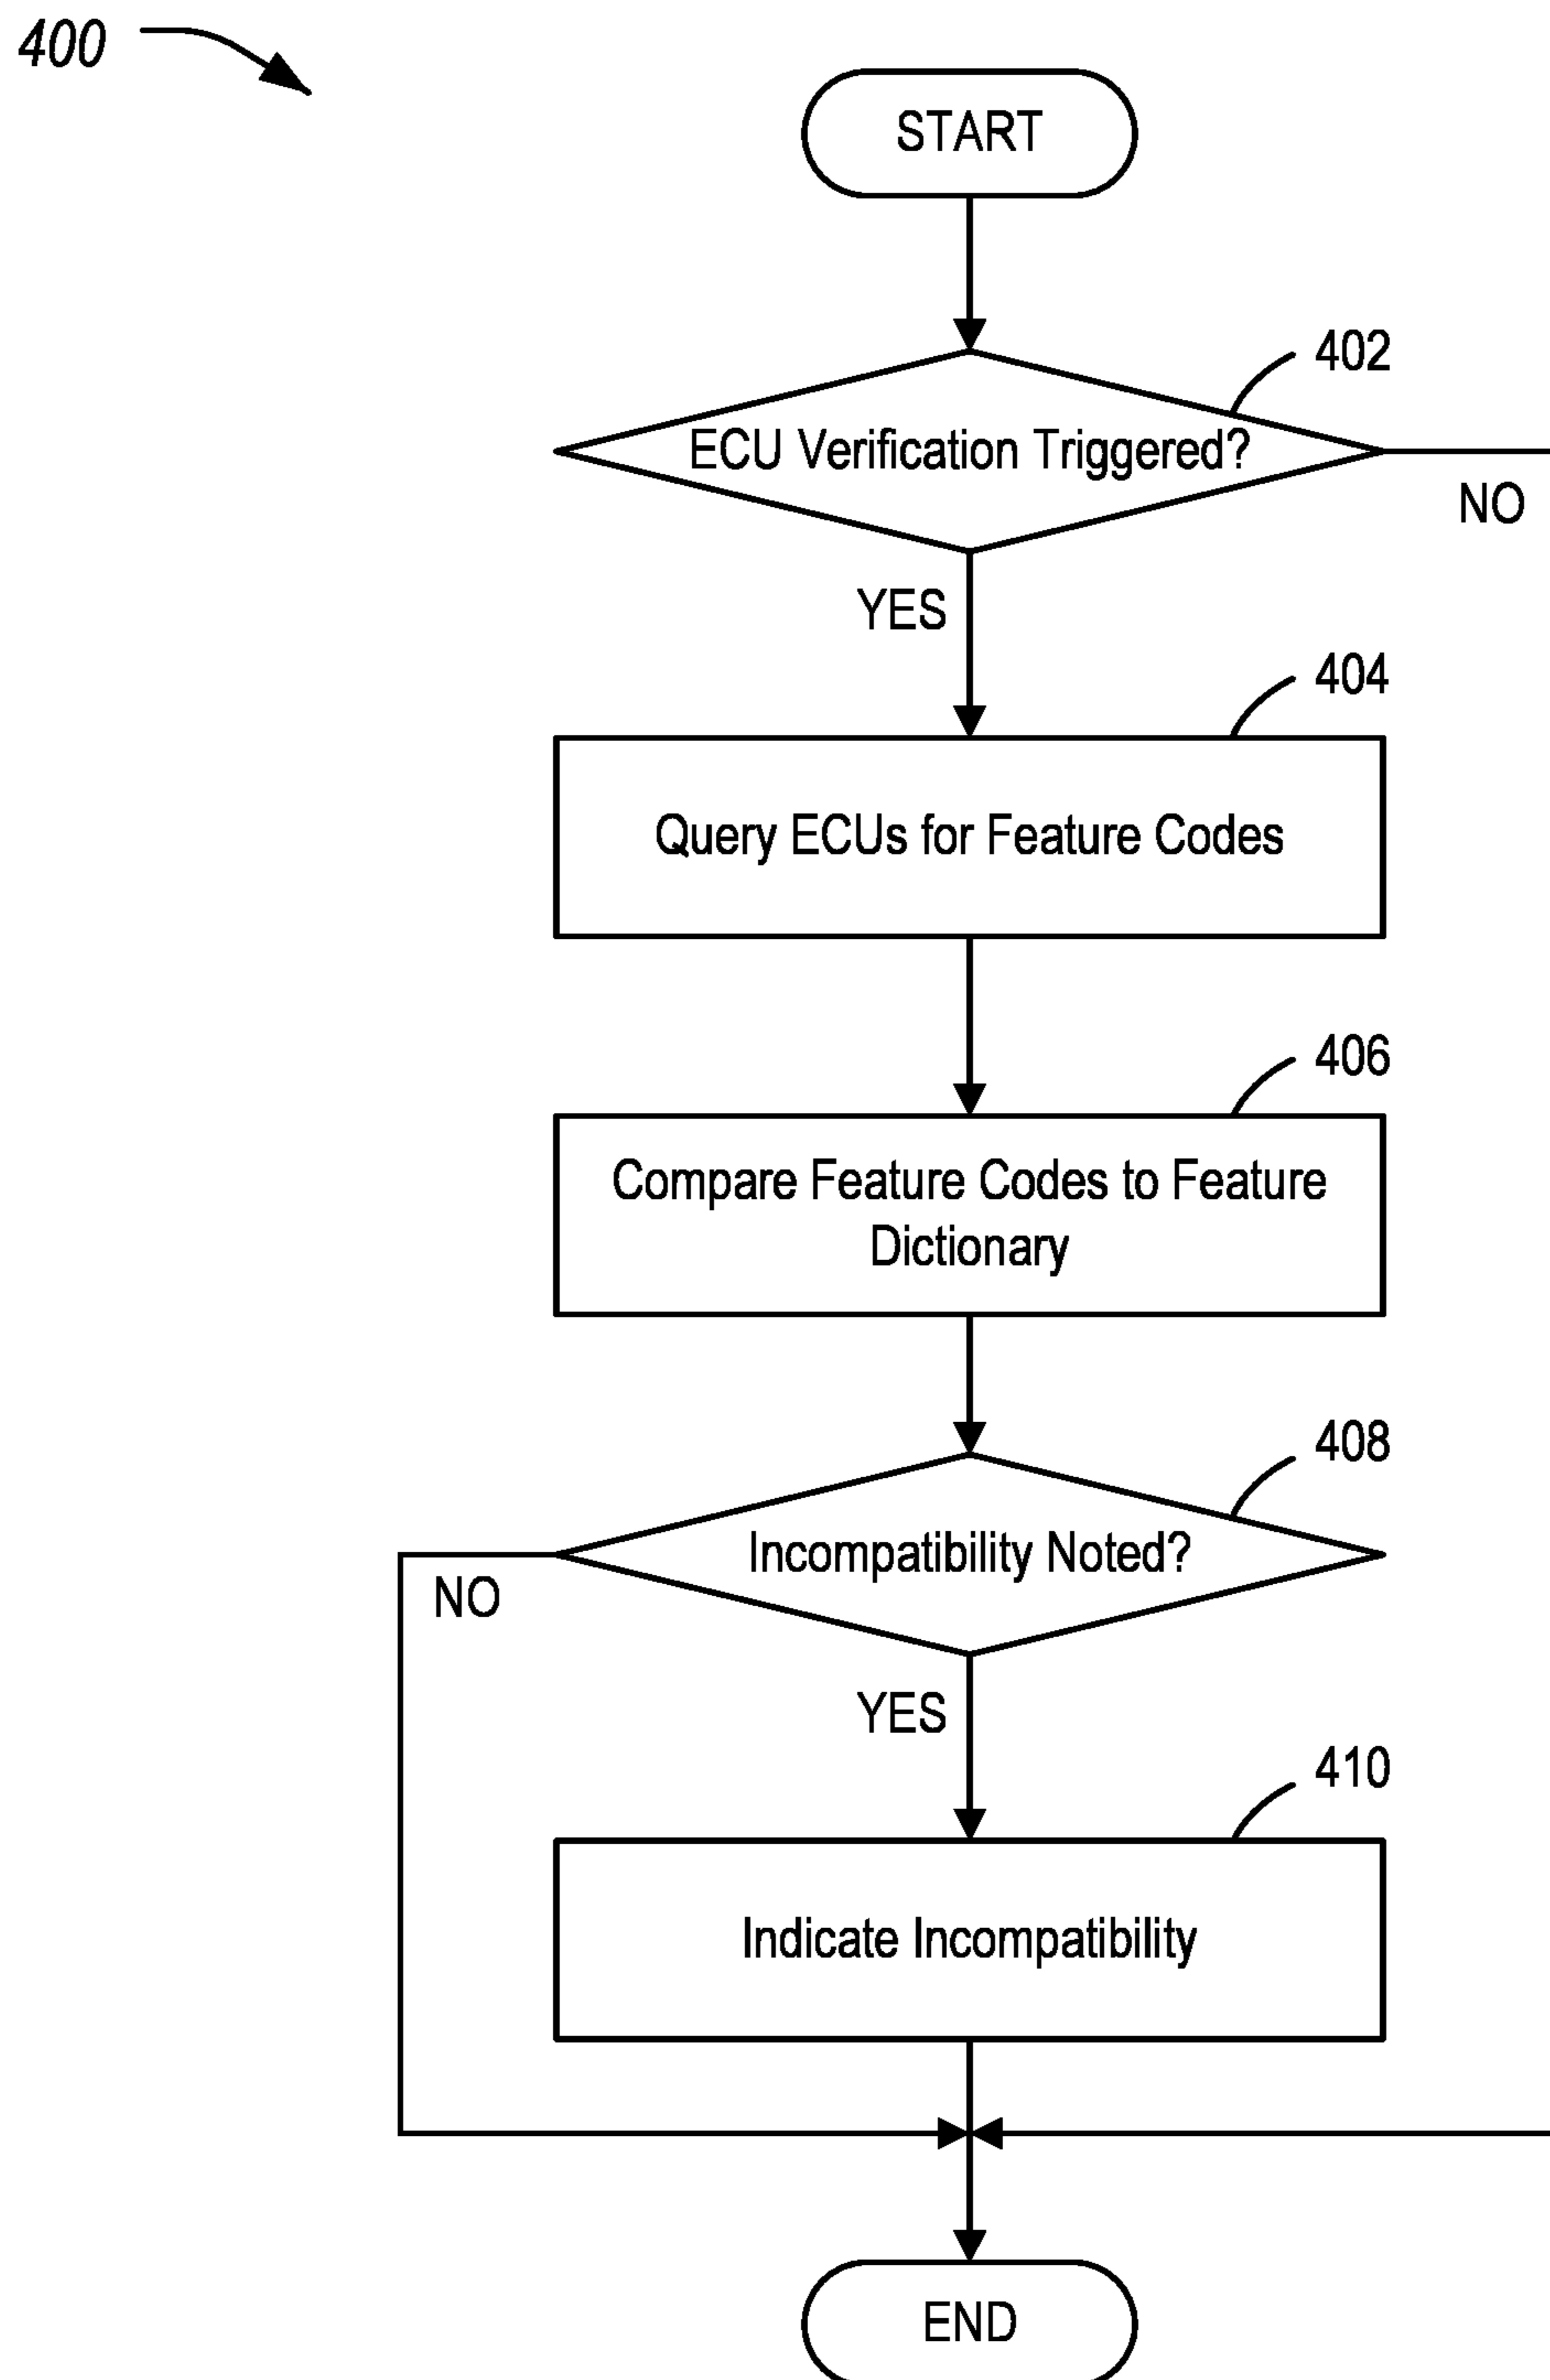 400
START
402
ECU Verification Triggered?
NO
YES
404
Query ECUs for Feature Codes
406
Compare Feature Codes to Feature
Dictionary
408
Incompatibility Noted?
NO
YES
410
Indicate Incompatibility
END